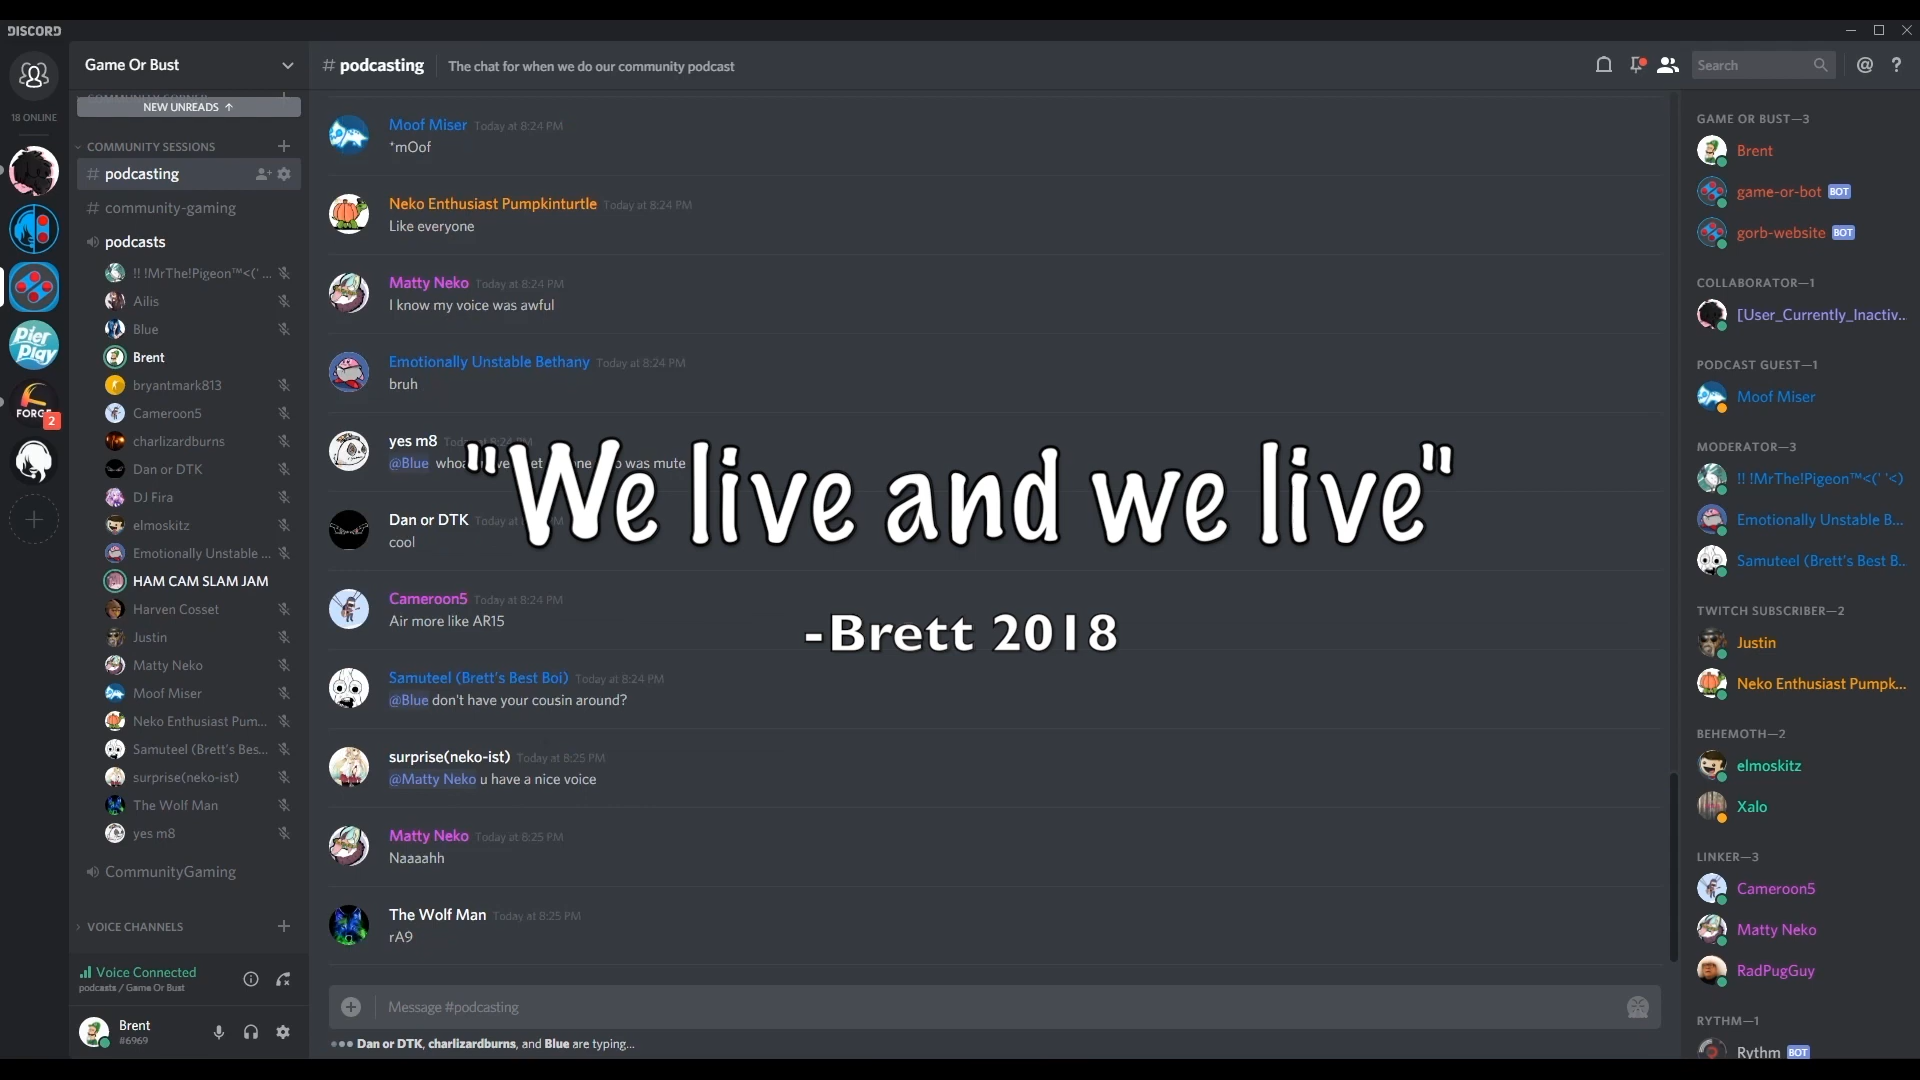 DISCORD
18 ONLINE
Pier
Play
FORGE
2
Game Or Bust
NEW UNREADS ↑
COMMUNITY SESSIONS
# podcasting
# community-gaming
podcasts
!! !MrThe!Pigeon™<(' ...
Ailis
Blue
Brent
bryantmark813
Cameroon5
charlizardburns
Dan or DTK
DJ Fira
elmoskitz
Emotionally Unstable ...
HAM CAM SLAM JAM
Harven Cosset
Justin
Matty Neko
Moof Miser
Neko Enthusiast Pum...
Samuteel (Brett's Bes...
surprise(neko-ist)
The Wolf Man
yes m8
CommunityGaming
VOICE CHANNELS
Voice Connected
podcasts / Game Or Bust
Brent
#6969
# podcasting The chat for when we do our community podcast
Search
@ ?
Moof Miser Today at 8:24 PM
*mOof
Neko Enthusiast Pumpkinturtle Today at 8:24 PM
Like everyone
Matty Neko Today at 8:24 PM
I know my voice was awful
Emotionally Unstable Bethany Today at 8:24 PM
bruh
yes m8 Today at 8:24 PM
@Blue was mute
"We live and we live"
Dan or DTK Today at
cool
Cameroon5 Today at 8:24 PM
Air more like AR15
-Brett 2018
Samuteel (Brett's Best Boi) Today at 8:24 PM
@Blue don't have your cousin around?
surprise(neko-ist) Today at 8:25 PM
@Matty Neko u have a nice voice
Matty Neko Today at 8:25 PM
Naaaahh
The Wolf Man Today at 8:25 PM
rA9
Message #podcasting
Dan or DTK, charlizardburns, and Blue are typing...
GAME OR BUST—3
Brent
game-or-bot BOT
gorb-website BOT
COLLABORATOR—1
[User_Currently_Inactiv...
PODCAST GUEST—1
Moof Miser
MODERATOR—3
!! !MrThe!Pigeon™<(' '<)
Emotionally Unstable B...
Samuteel (Brett's Best B...
TWITCH SUBSCRIBER—2
Justin
Neko Enthusiast Pumpk...
BEHEMOTH—2
elmoskitz
Xalo
LINKER—3
Cameroon5
Matty Neko
RadPugGuy
RYTHM—1
Rythm BOT